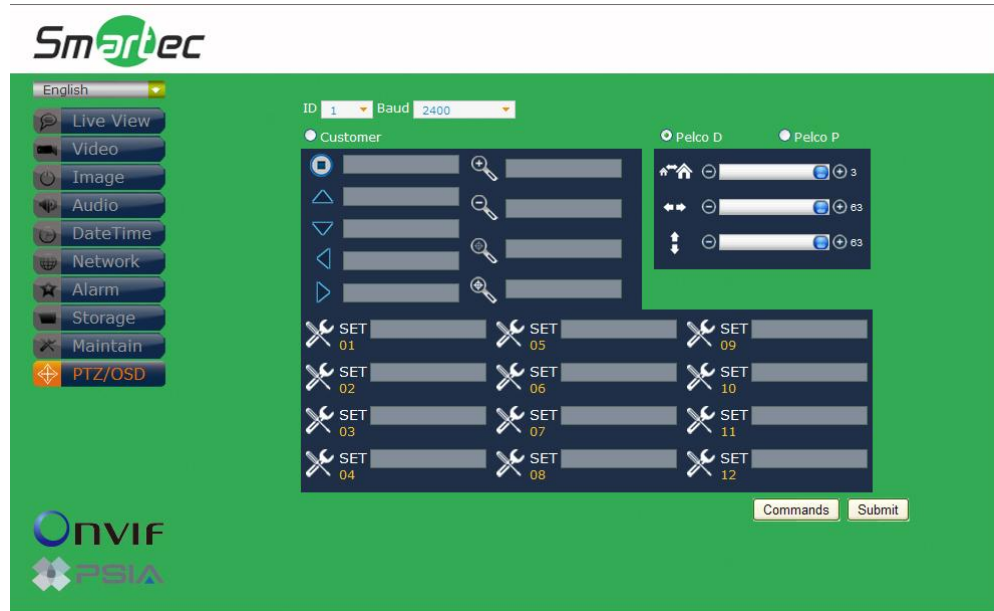 Smartec
English
Live View
Video
Image
Audio
DateTime
Network
Alarm
Storage
Maintain
PTZ/OSD
ONVIF
PSIA
ID 1 Baud 2400
Customer
Pelco D Pelco P
3
63
63
SET 01 SET 05 SET 09
SET 02 SET 06 SET 10
SET 03 SET 07 SET 11
SET 04 SET 08 SET 12
Commands Submit